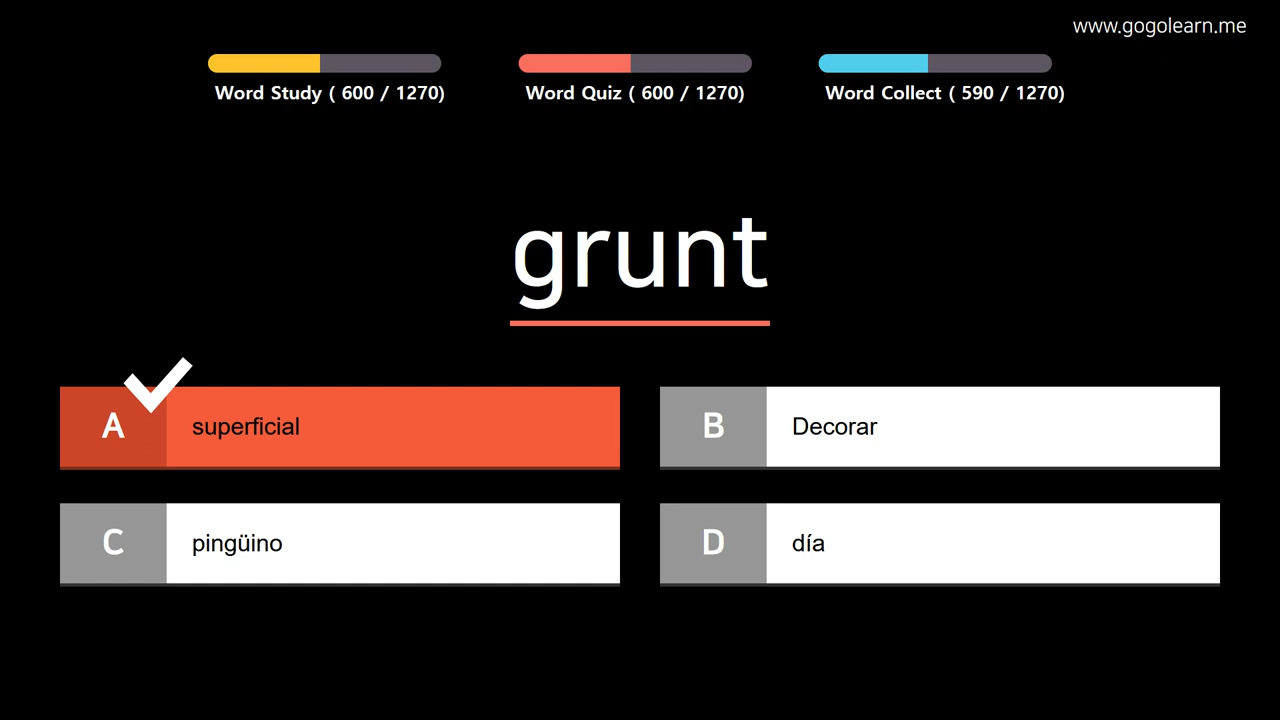 www.gogolearn.me
Word Study ( 600 / 1270)
Word Quiz ( 600 / 1270)
Word Collect ( 590 / 1270)
grunt
A superficial
B Decorar
C pingüino
D día